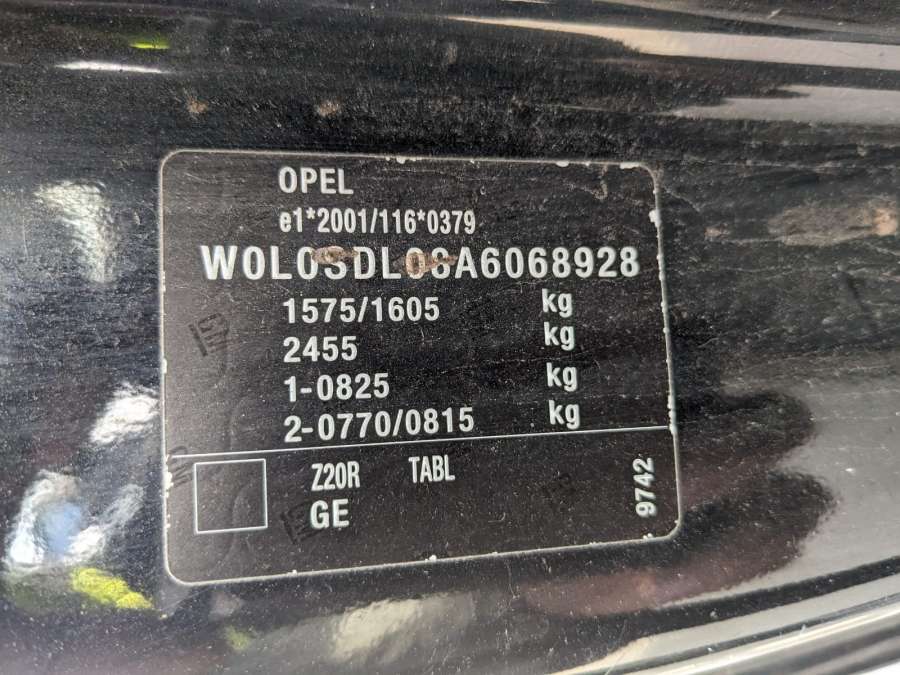 OPEL
e1*2001/116*0379
W0L0SDL08A6068928
1575/1605 kg
2455 kg
1-0825 kg
2-0770/0815 kg
Z20R TABL
GE
9742